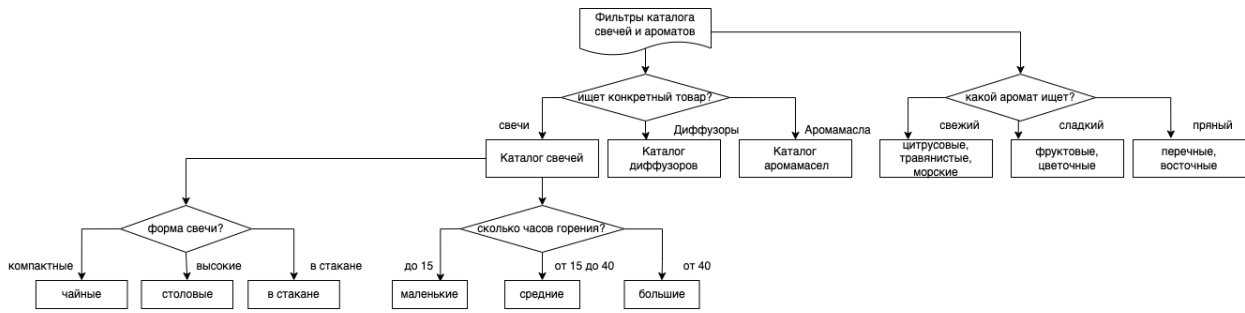 Фильтры каталога
свечей и ароматов
ищет конкретный товар?
какой аромат ищет?
свечи
Диффузоры
Аромамасла
свежий
сладкий
пряный
Каталог свечей
Каталог
диффузоров
Каталог
аромамасел
цитрусовые,
травянистые,
морские
фруктовые,
цветочные
перечные,
восточные
форма свечи?
сколько часов горения?
компактные
высокие
в стакане
до 15
от 15 до 40
от 40
чайные
столовые
в стакане
маленькие
средние
большие